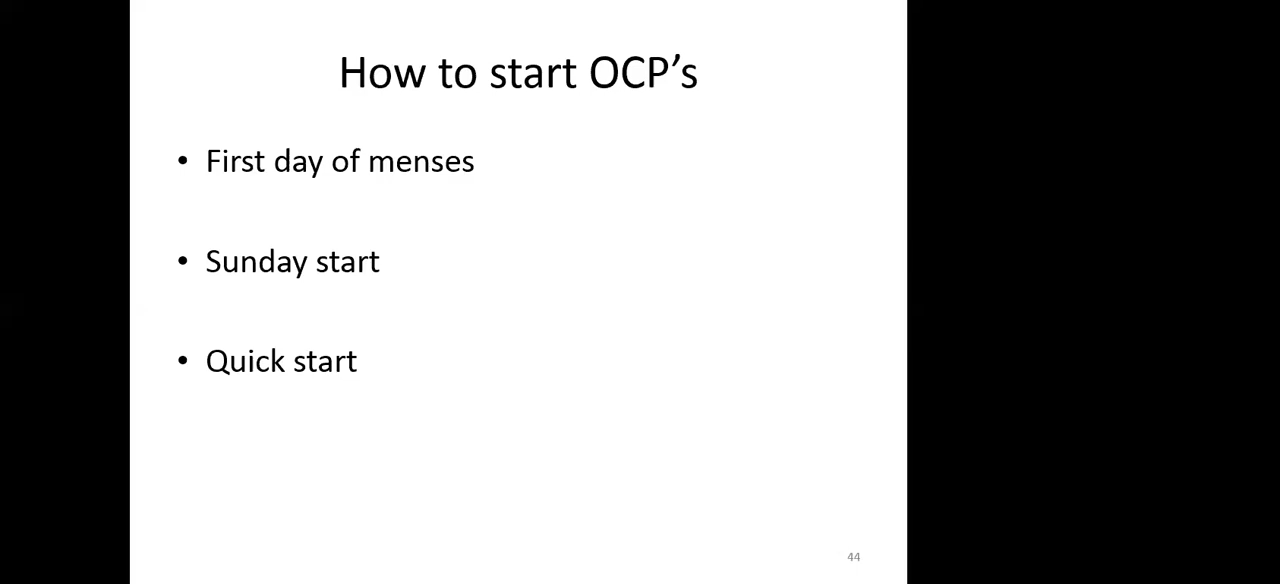 How to start OCP’s
• First day of menses
• Sunday start
• Quick start
44